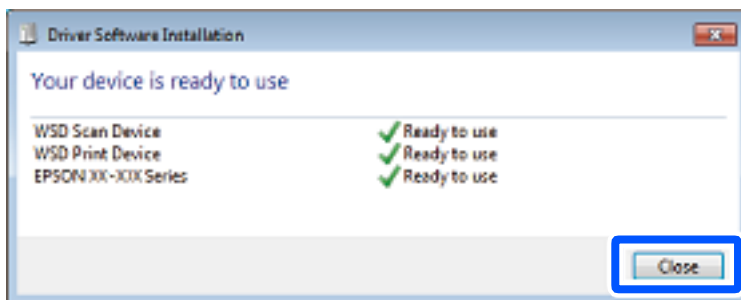 Driver Software Installation
Your device is ready to use
WSD Scan Device Ready to use
WSD Print Device Ready to use
EPSON XX-XXX Series Ready to use
Close